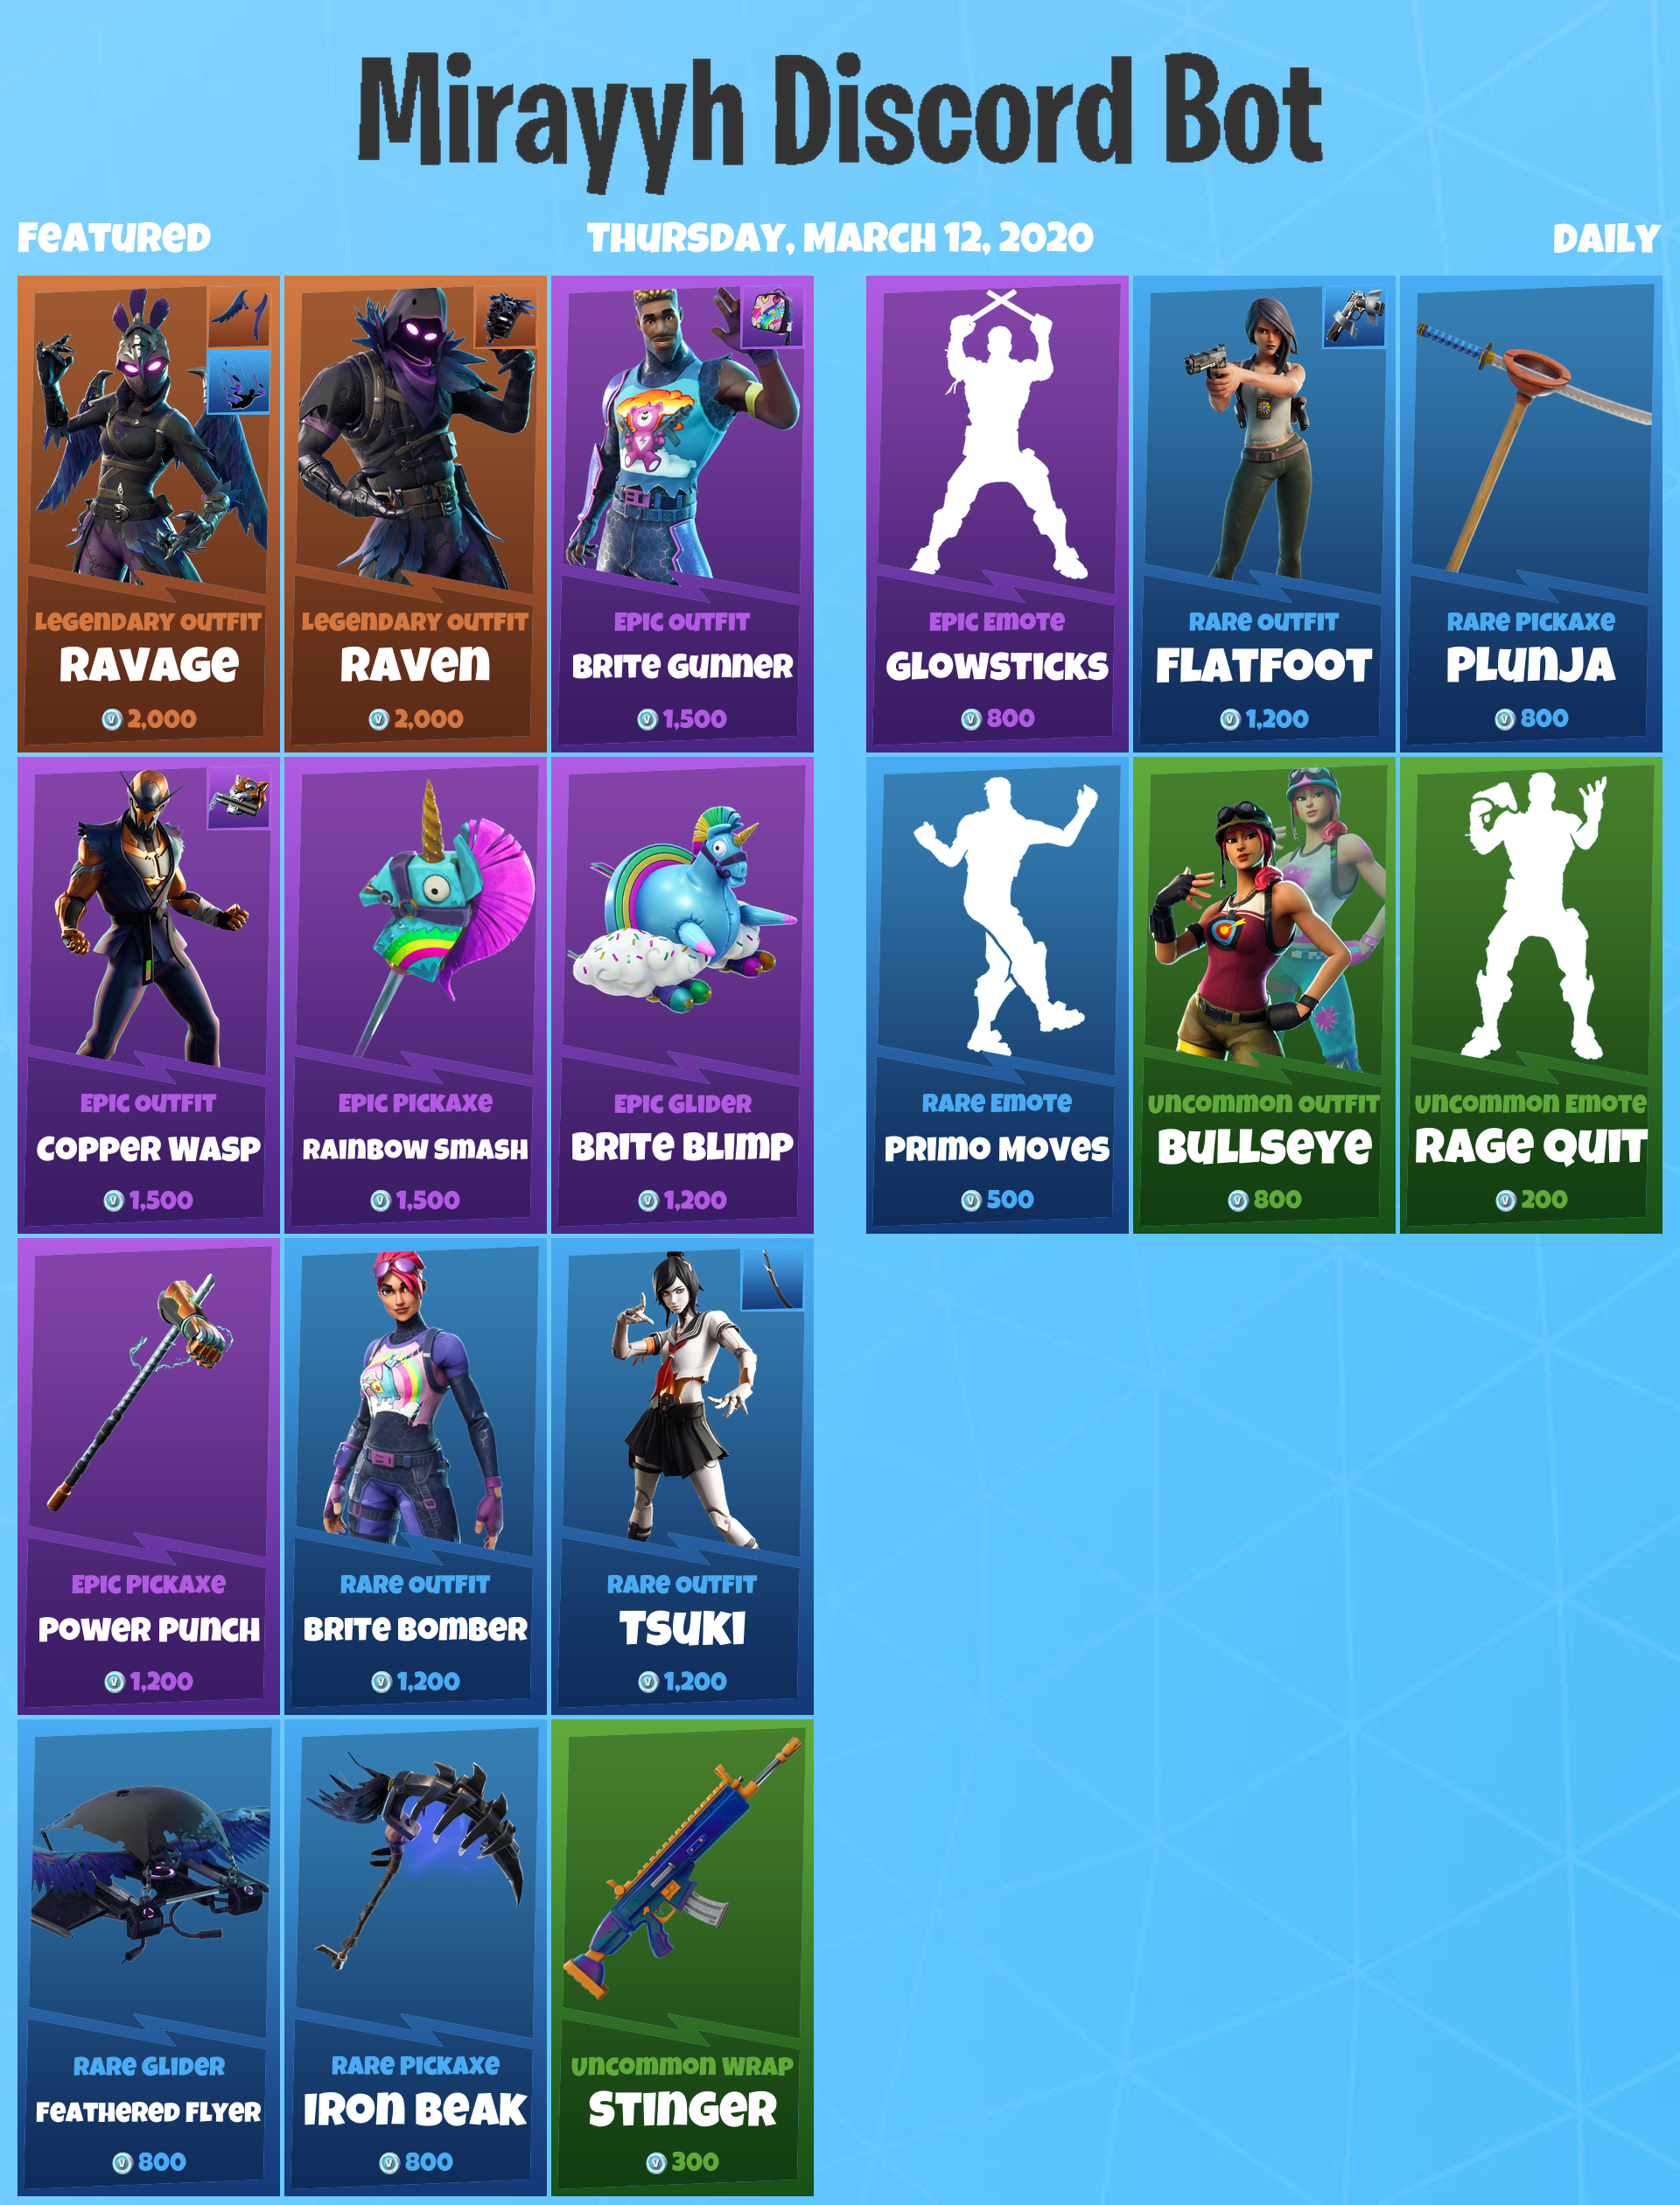 Mirayyh Discord Bot
FEATURED
THURSDAY, MARCH 12, 2020
DAILY
LEGENDARY OUTFIT
RAVAGE
2,000
LEGENDARY OUTFIT
RAVEN
2,000
EPIC OUTFIT
BRITE GUNNER
1,500
EPIC EMOTE
GLOWSTICKS
800
RARE OUTFIT
FLATFOOT
1,200
RARE PICKAXE
PLUNJA
800
EPIC OUTFIT
COPPER WASP
1,500
EPIC PICKAXE
RAINBOW SMASH
1,500
EPIC GLIDER
BRITE BLIMP
1,200
RARE EMOTE
PRIMO MOVES
500
UNCOMMON OUTFIT
BULLSEYE
800
UNCOMMON EMOTE
RAGE QUIT
200
EPIC PICKAXE
POWER PUNCH
1,200
RARE OUTFIT
BRITE BOMBER
1,200
RARE OUTFIT
TSUKI
1,200
RARE GLIDER
FEATHERED FLYER
800
RARE PICKAXE
IRON BEAK
800
UNCOMMON WRAP
STINGER
300